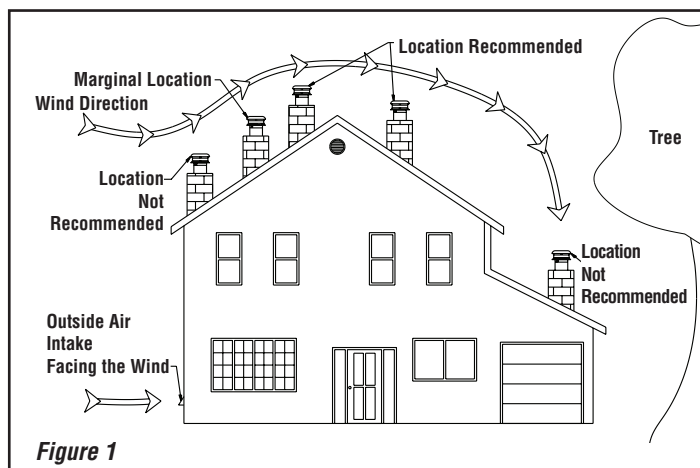 Location Recommended
Marginal Location
Wind Direction
Tree
Location
Not
Recommended
Location
Not
Recommended
Outside Air
Intake
Facing the Wind
Figure 1